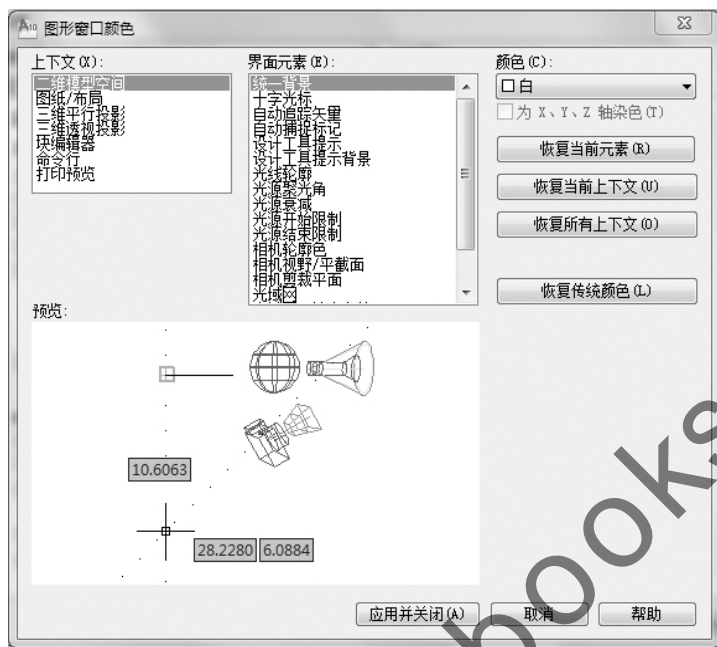 图形窗口颜色
上下文(X):
二维模型空间
图纸/布局
三维平行投影
三维透视投影
块编辑器
命令行
打印预览
界面元素(E):
统一背景
十字光标
自动追踪矢量
自动捕捉标记
设计工具提示
设计工具提示背景
光线轮廓
光源聚光角
光源衰减
光源开始限制
光源结束限制
相机轮廓色
相机视野/平截面
相机剪裁平面
光域网
颜色(C):
白
为 X、Y、Z 轴染色(T)
恢复当前元素(R)
恢复当前上下文(U)
恢复所有上下文(O)
恢复传统颜色(L)
预览:
10.6063
28.2280 6.0884
应用并关闭(A)
取消
帮助
books